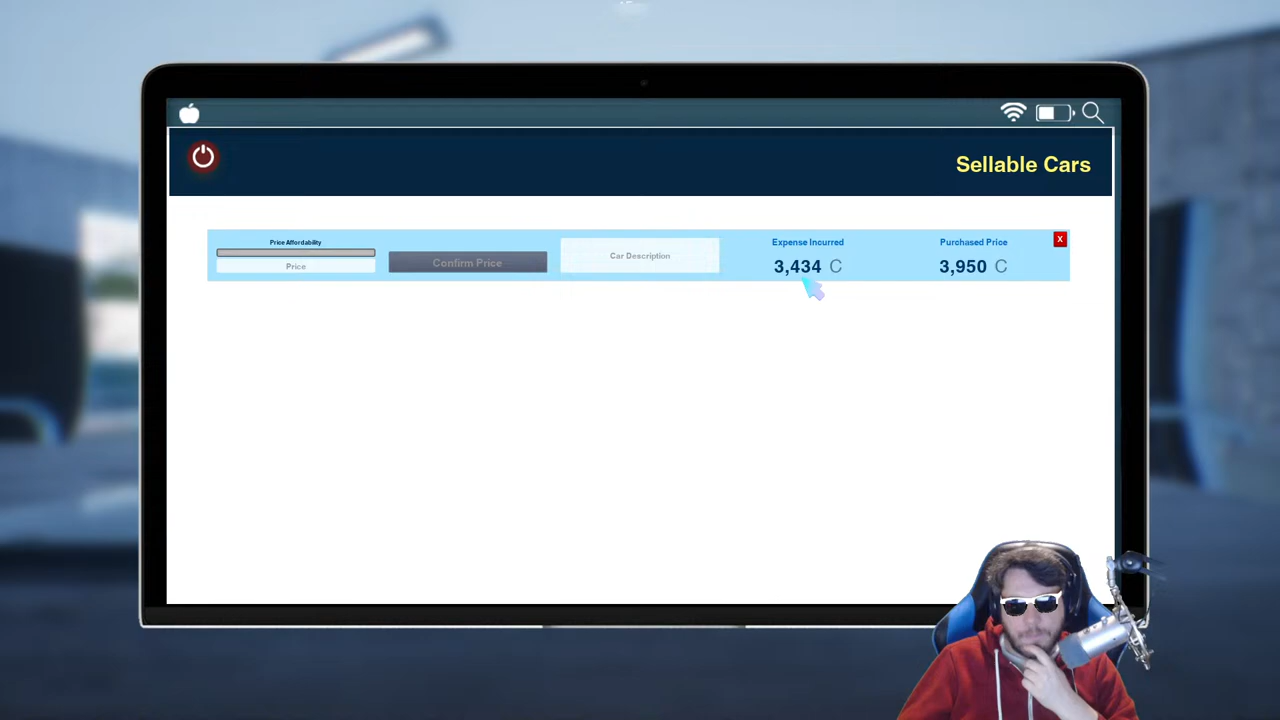 Sellable Cars
Price Affordability
Price
Confirm Price
Car Description
Expense Incurred
3,434 C
Purchased Price
3,950 C
X